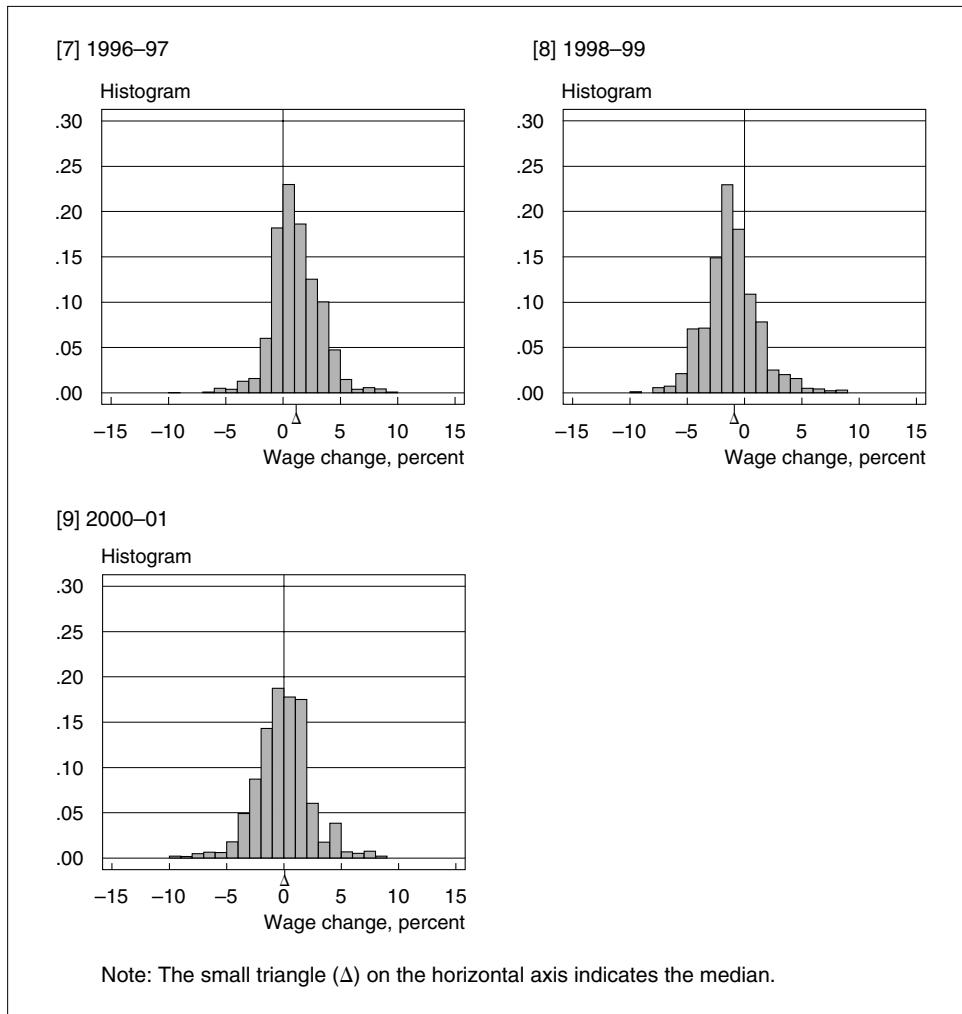 [7] 1996–97
Histogram
.30
.25
.20
.15
.10
.05
.00
–15 –10 –5 0 5 10 15
Δ
Wage change, percent
[8] 1998–99
Histogram
.30
.25
.20
.15
.10
.05
.00
–15 –10 –5 0 5 10 15
Δ
Wage change, percent
[9] 2000–01
Histogram
.30
.25
.20
.15
.10
.05
.00
Δ
–15 –10 –5 0 5 10 15
Wage change, percent
Note: The small triangle (Δ) on the horizontal axis indicates the median.